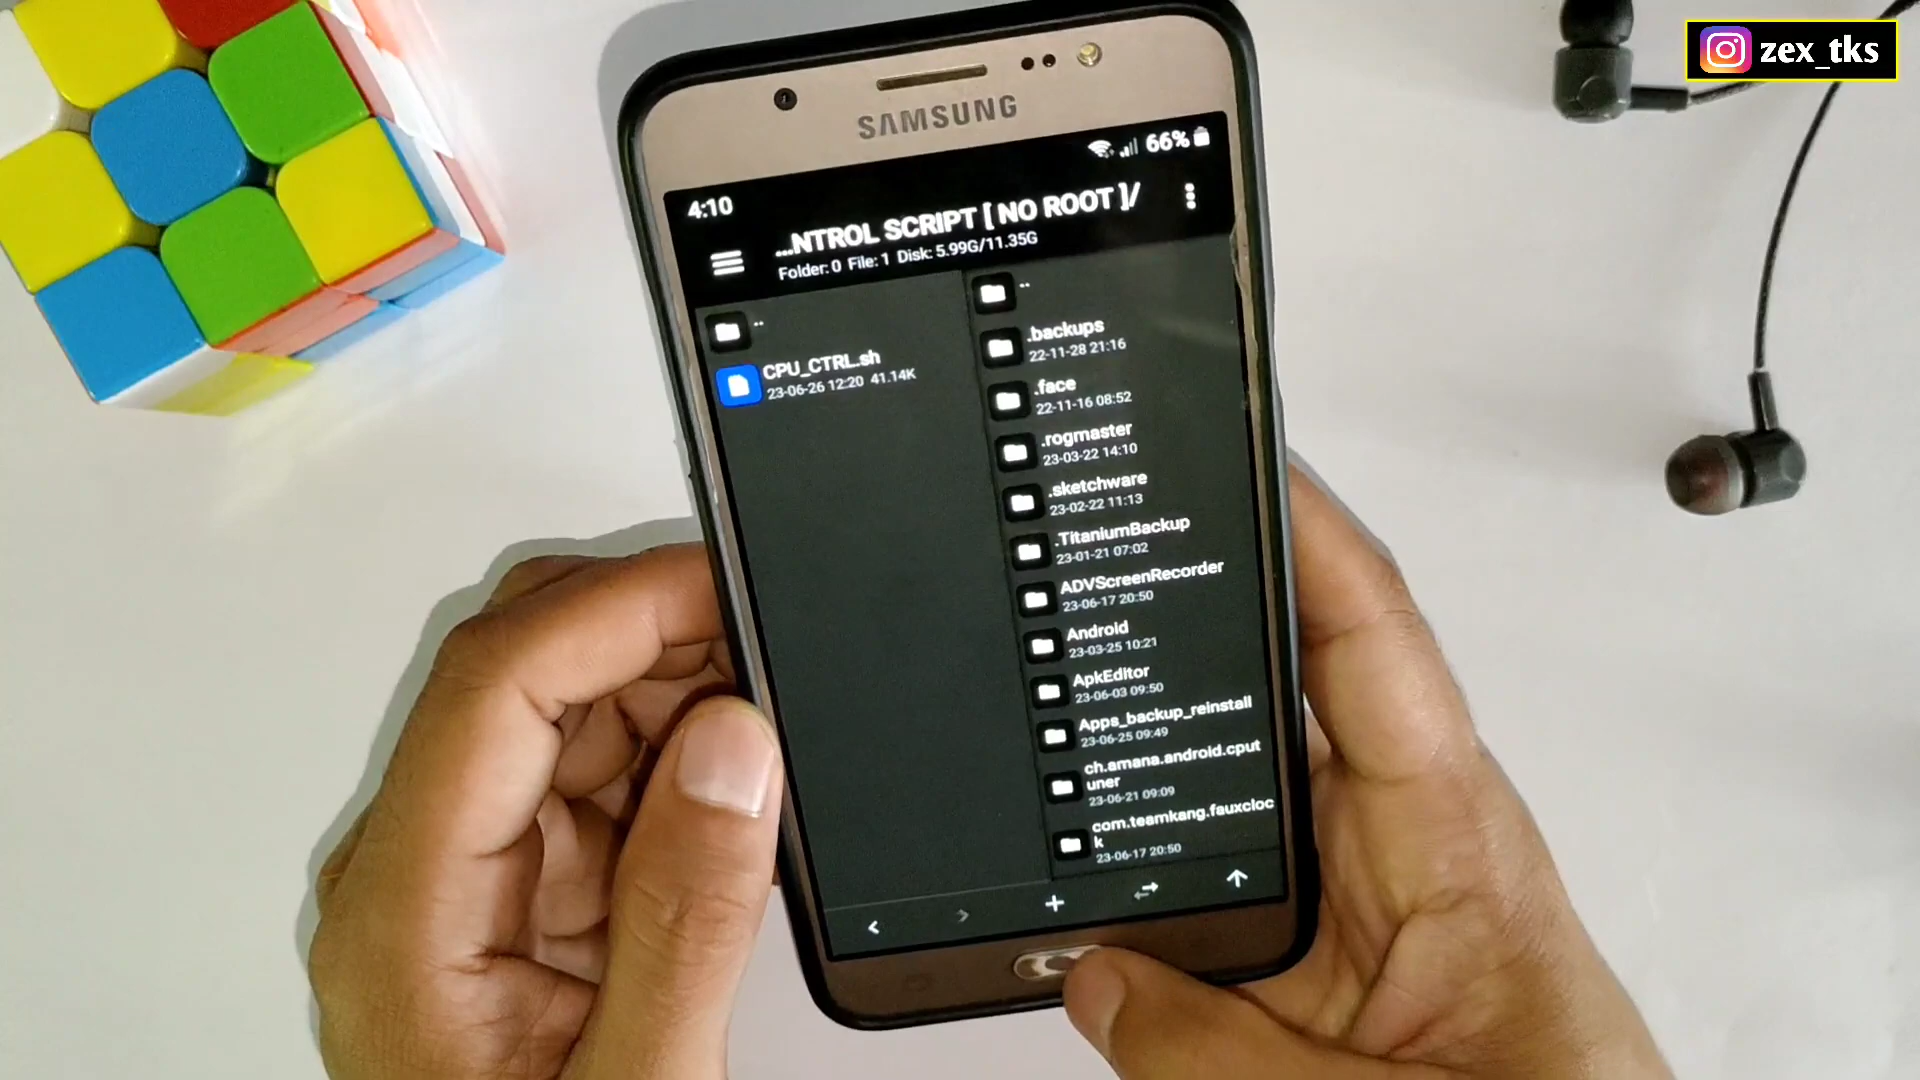 zex_tks
SAMSUNG
66%
4:10
...NTROL SCRIPT [ NO ROOT ]/
Folder: 0 File: 1 Disk: 5.99G/11.35G
..
CPU_CTRL.sh
23-06-26 12:20 41.14K
..
.backups
22-11-28 21:16
.face
22-11-16 08:52
.rogmaster
23-03-22 14:10
.sketchware
23-02-22 11:13
.TitaniumBackup
23-01-21 07:02
ADVScreenRecorder
23-06-17 20:50
Android
23-03-25 10:21
ApkEditor
23-06-03 09:50
Apps_backup_reinstall
23-06-25 09:49
ch.amana.android.cput
uner
23-06-21 09:09
com.teamkang.fauxcloc
k
23-06-17 20:50